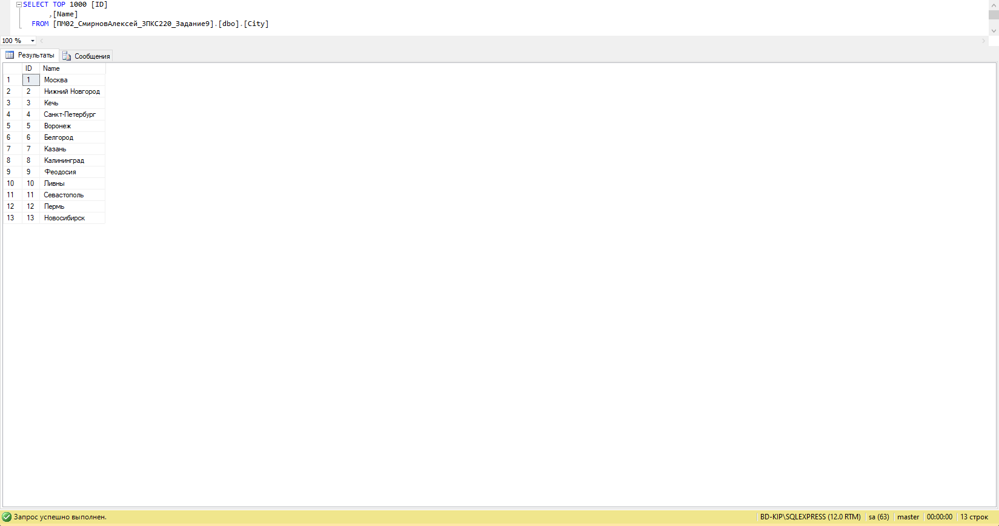 SELECT TOP 1000 [ID]
,[Name]
FROM [ПМ02_СмирновАлексей_3ПКС220_Задание9].[dbo].[City]
100 %
Результаты Сообщения
ID Name
1 1 Москва
2 2 Нижний Новгород
3 3 Кечь
4 4 Санкт-Петербург
5 5 Воронеж
6 6 Белгород
7 7 Казань
8 8 Калининград
9 9 Феодосия
10 10 Ливны
11 11 Севастополь
12 12 Пермь
13 13 Новосибирск
Запрос успешно выполнен. BD-KIP\SQLEXPRESS (12.0 RTM) sa (63) master 00:00:00 13 строк